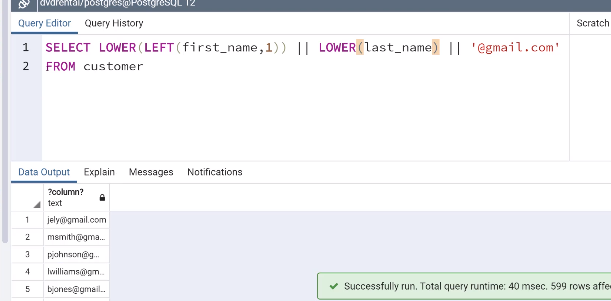 dvdrental/postgres@PostgreSQL 12
Query Editor Query History Scratch
1 SELECT LOWER(LEFT(first_name,1)) || LOWER(last_name) || '@gmail.com'
2 FROM customer
Data Output Explain Messages Notifications
?column?
text
1 jely@gmail.com
2 msmith@gma...
3 pjohnson@g...
4 lwilliams@gm...
5 bjones@gmail...
Successfully run. Total query runtime: 40 msec. 599 rows affe